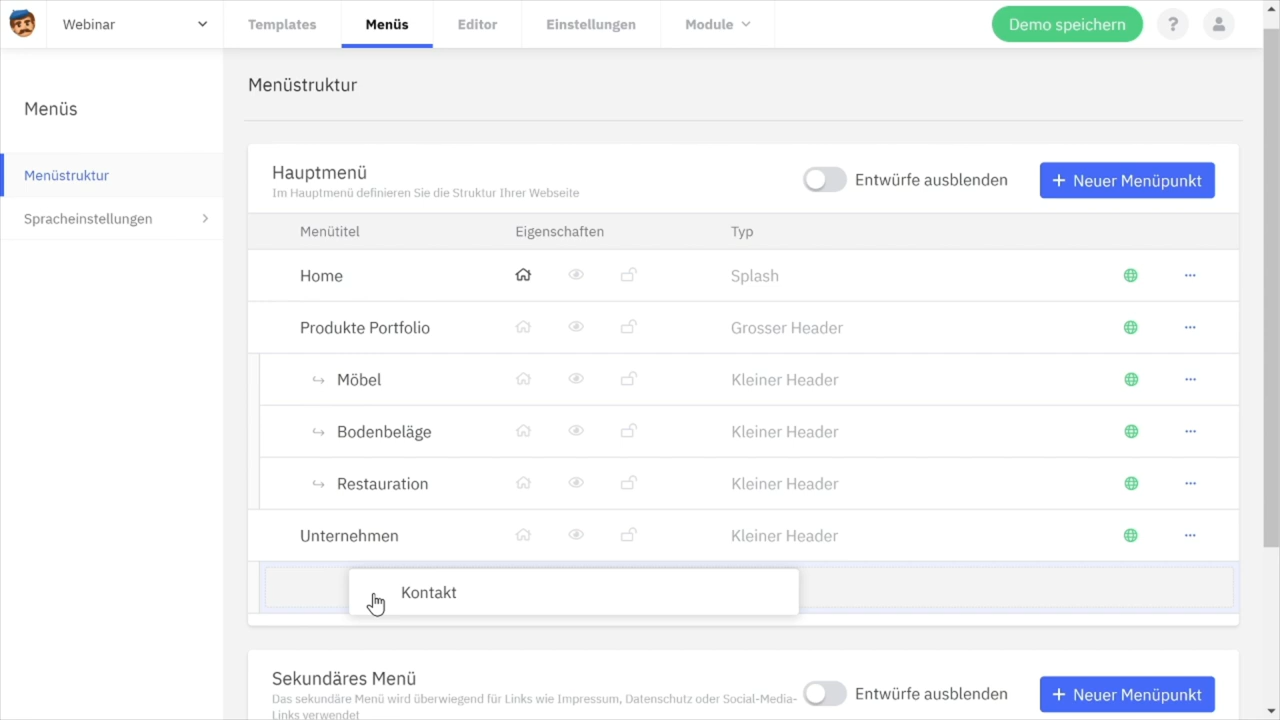 Webinar
Templates
Menüs
Editor
Einstellungen
Module
Demo speichern
?
Menüs
Menüstruktur
Spracheinstellungen
Menüstruktur
Hauptmenü
Im Hauptmenü definieren Sie die Struktur Ihrer Webseite
Entwürfe ausblenden
+ Neuer Menüpunkt
Menütitel
Eigenschaften
Typ
Home
Splash
Produkte Portfolio
Grosser Header
Möbel
Kleiner Header
Bodenbeläge
Kleiner Header
Restauration
Kleiner Header
Unternehmen
Kleiner Header
Kontakt
Sekundäres Menü
Das sekundäre Menü wird überwiegend für Links wie Impressum, Datenschutz oder Social-Media-
Links verwendet
Entwürfe ausblenden
+ Neuer Menüpunkt